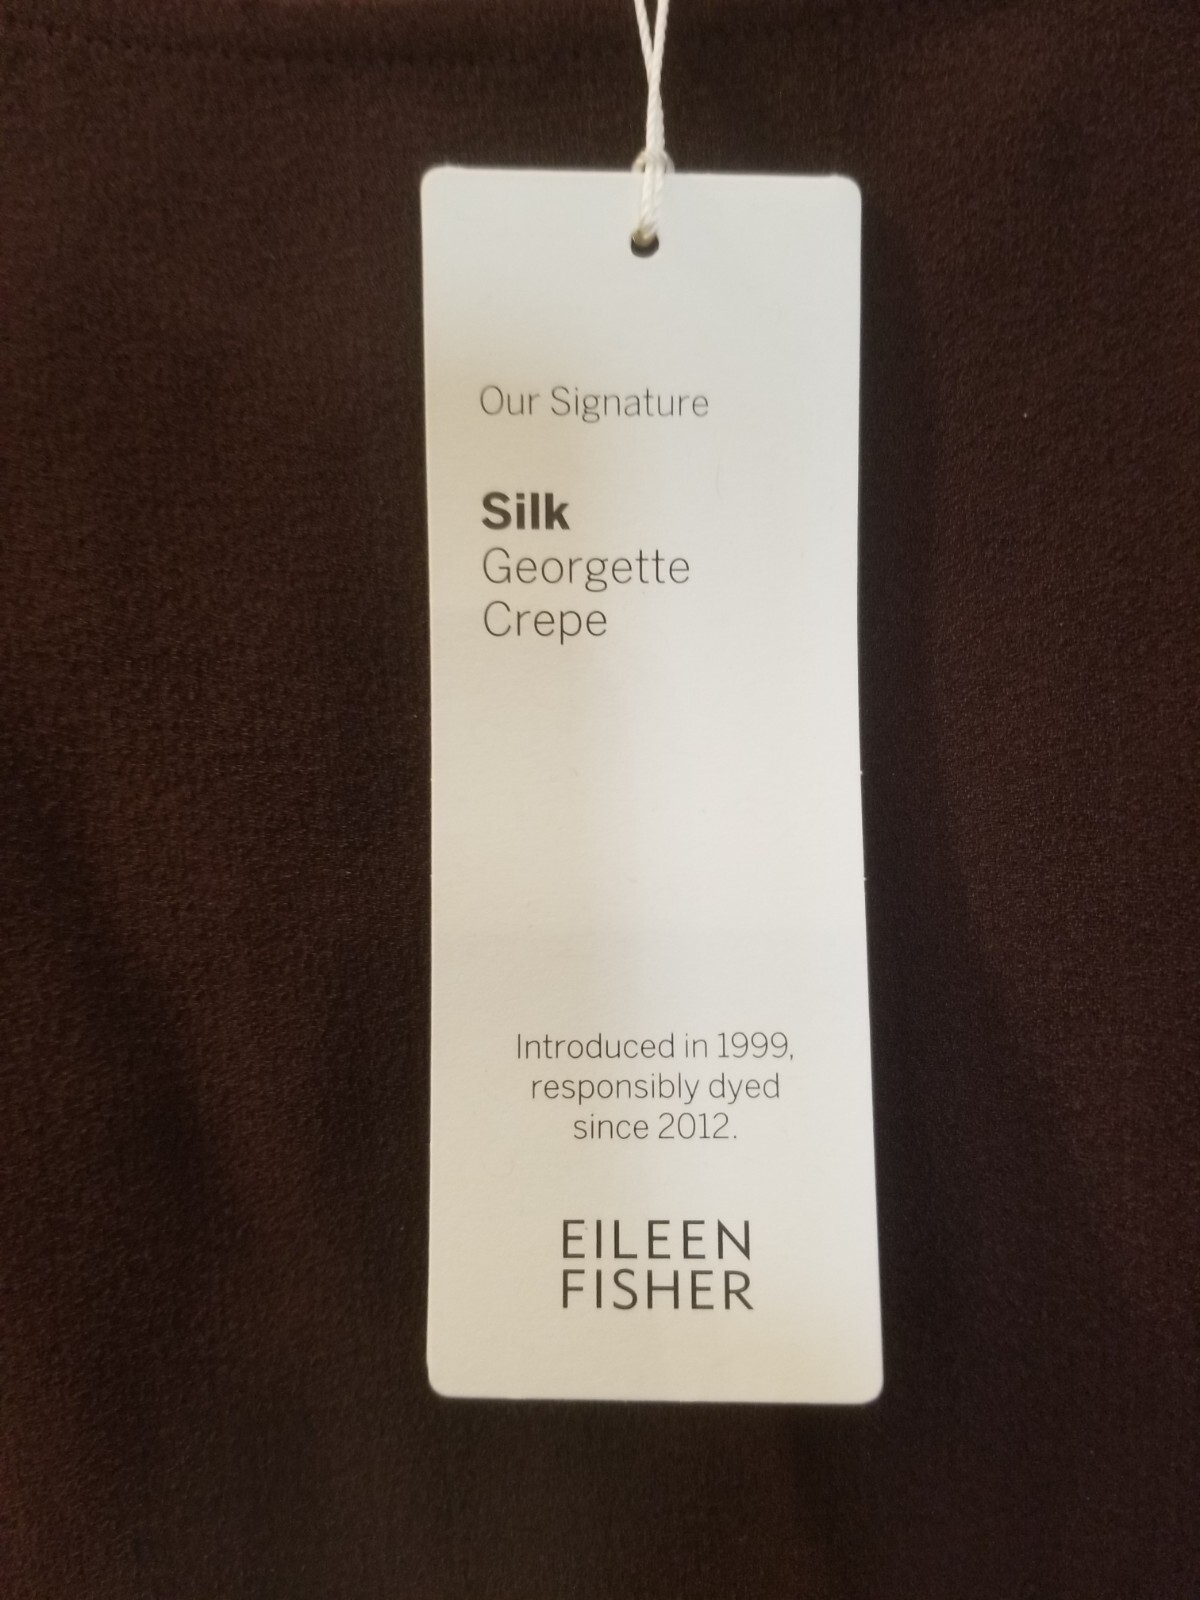 Our Signature
Silk
Georgette
Crepe
Introduced in 1999,
responsibly dyed
since 2012.
EILEEN
FISHER